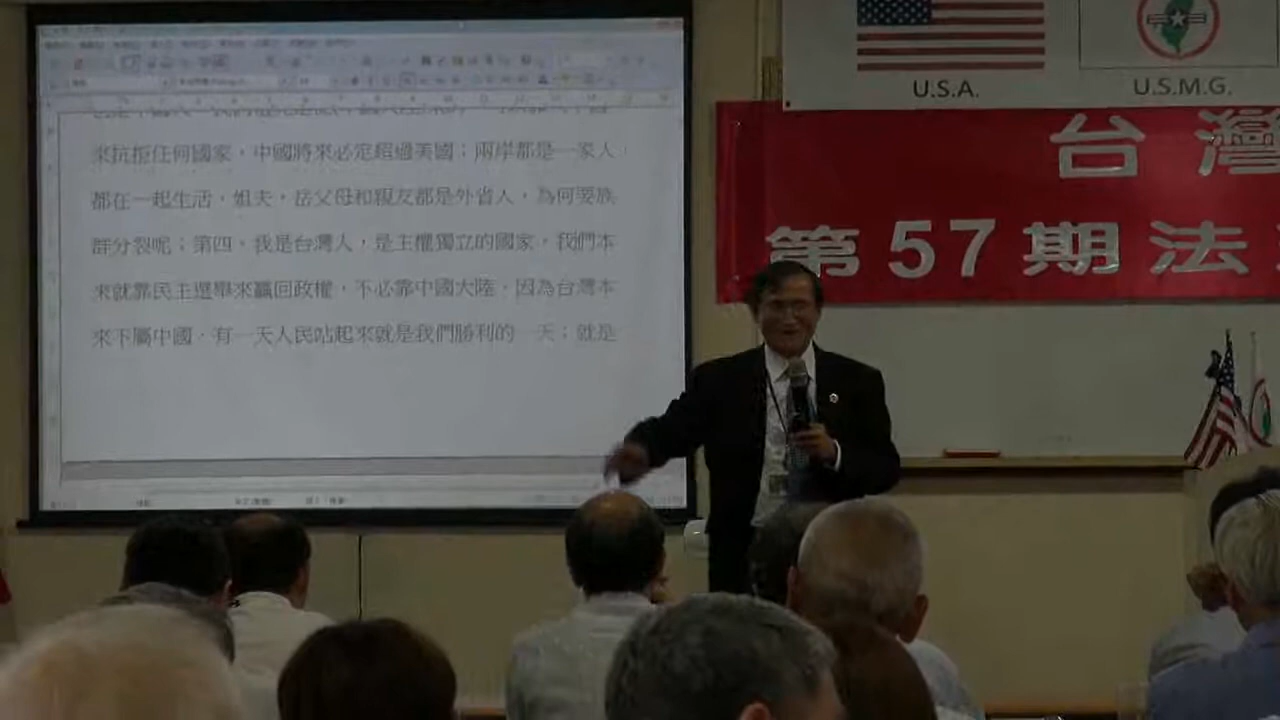 來抗拒任何國家，中國將來必定超過美國；兩岸都是一家人
都在一起生活，姐夫，岳父母和親友都是外省人，為何要族
群分裂呢；第四，我是台灣人，是主權獨立的國家，我們本
來就靠民主選舉來贏回政權，不必靠中國大陸，因為台灣本
來不屬中國，有一天人民站起來就是我們勝利的一天；就是
U.S.A.
U.S.M.G.
台灣
第57期法